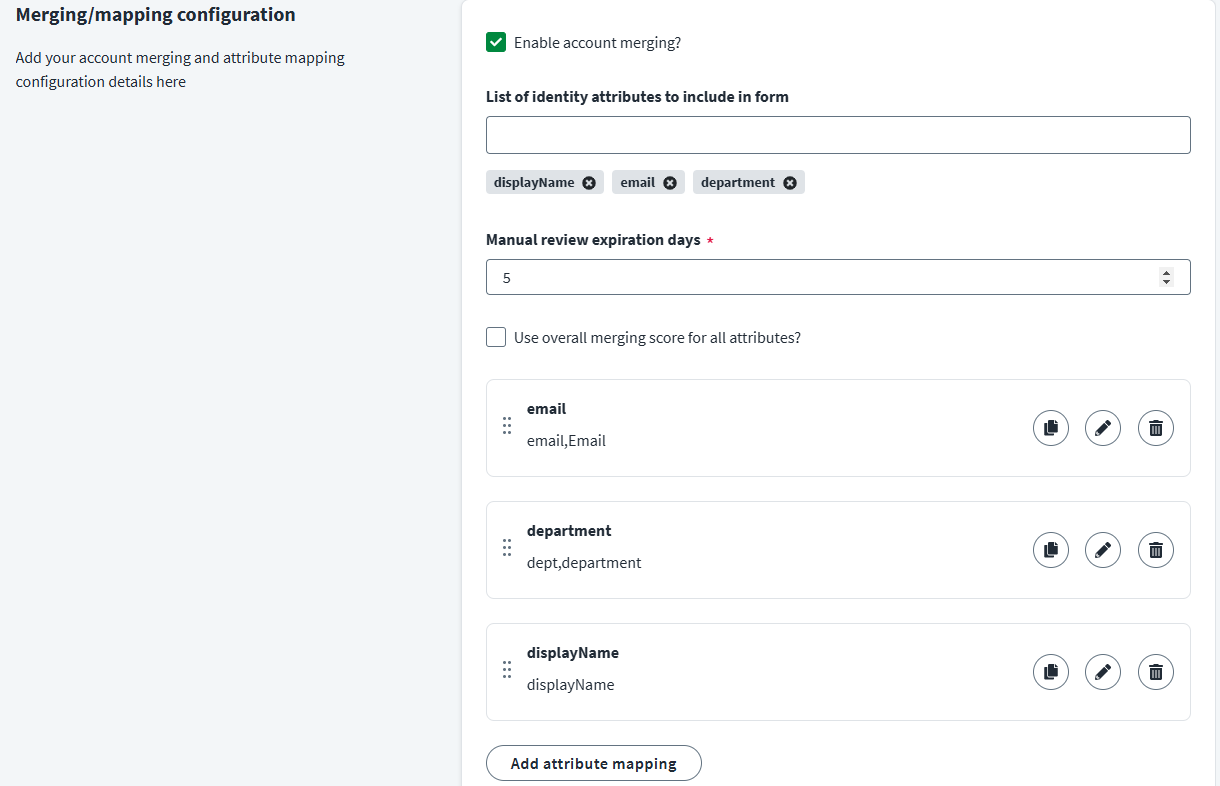 Merging/mapping configuration
Add your account merging and attribute mapping
configuration details here
Enable account merging?
List of identity attributes to include in form
displayName email department
Manual review expiration days *
5
Use overall merging score for all attributes?
email
email,Email
department
dept,department
displayName
displayName
Add attribute mapping